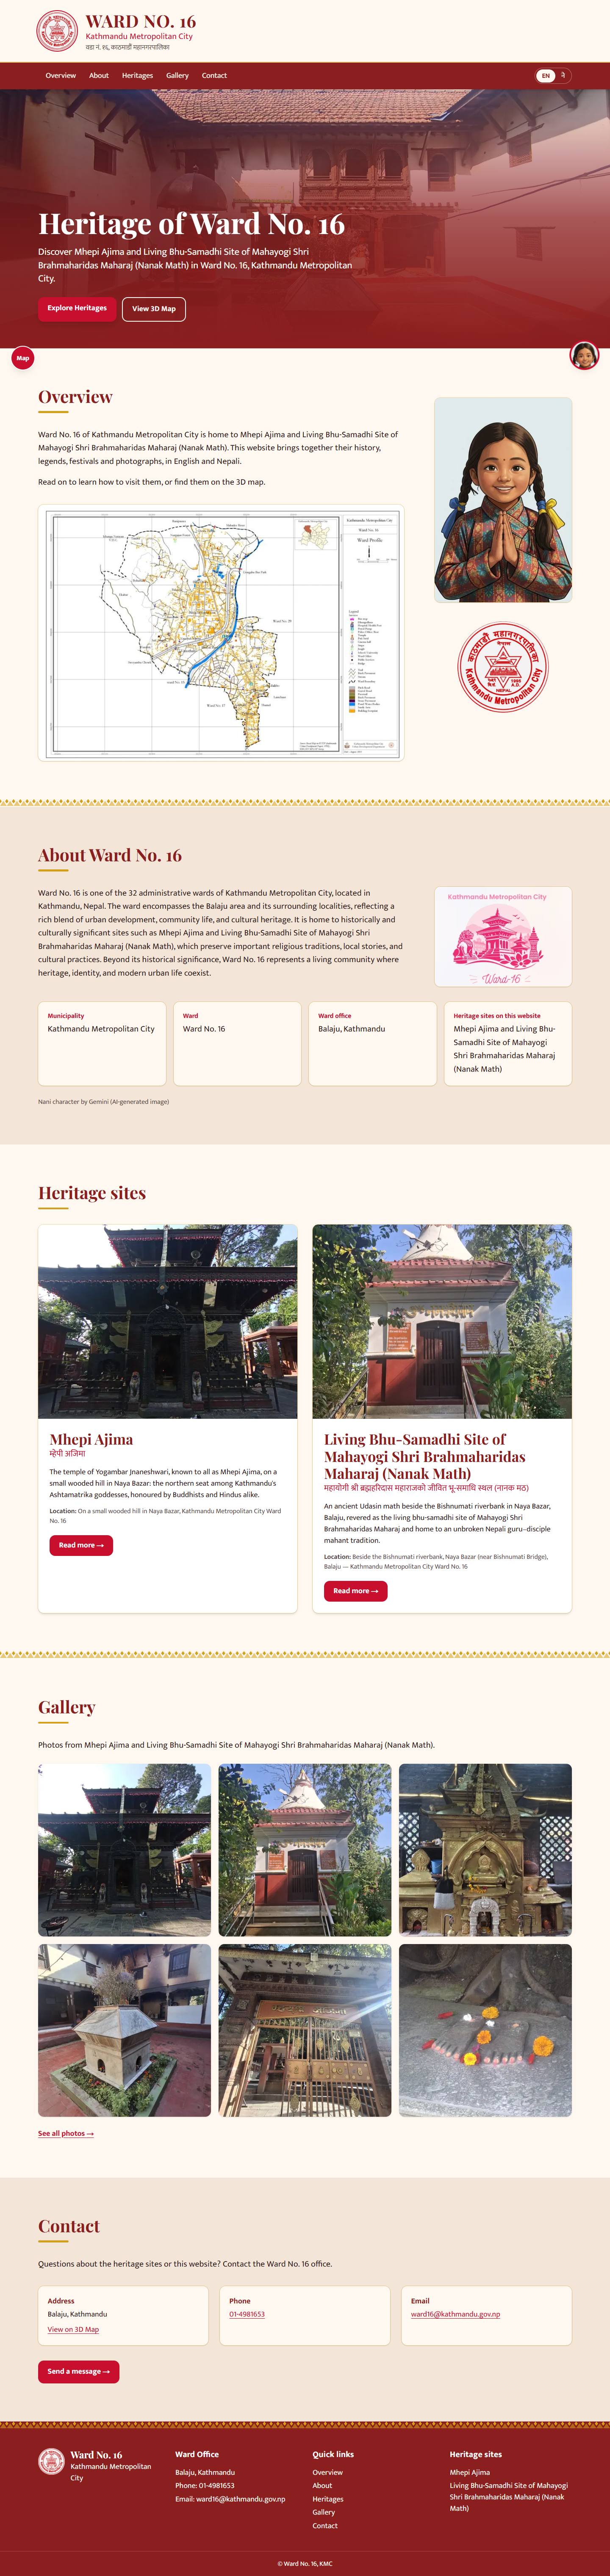 WARD NO. 16
Kathmandu Metropolitan City
वडा नं. १६, काठमाडौँ महानगरपालिका
Overview
About
Heritages
Gallery
Contact
EN
ने
Heritage of Ward No. 16
Discover Mhepi Ajima and Living Bhu-Samadhi Site of Mahayogi Shri
Brahmaharidas Maharaj (Nanak Math) in Ward No. 16, Kathmandu Metropolitan
City.
Explore Heritages
View 3D Map
Map
Overview
Ward No. 16 of Kathmandu Metropolitan City is home to Mhepi Ajima and Living Bhu-Samadhi Site of
Mahayogi Shri Brahmaharidas Maharaj (Nanak Math). This website brings together their history,
legends, festivals and photographs, in English and Nepali.
Read on to learn how to visit them, or find them on the 3D map.
Kathmandu Metropolitan City
Ward No. 16
Ward Profile
काठमाडौं महानगरपालिका
NEPAL
Kathmandu Metropolitan City
About Ward No. 16
Ward No. 16 is one of the 32 administrative wards of Kathmandu Metropolitan City, located in
Kathmandu, Nepal. The ward encompasses the Balaju area and its surrounding localities, reflecting a
rich blend of urban development, community life, and cultural heritage. It is home to historically and
culturally significant sites such as Mhepi Ajima and Living Bhu-Samadhi Site of Mahayogi Shri
Brahmaharidas Maharaj (Nanak Math), which preserve important religious traditions, local stories, and
cultural practices. Beyond its historical significance, Ward No. 16 represents a living community where
heritage, identity, and modern urban life coexist.
Kathmandu Metropolitan City
Ward-16
Municipality
Kathmandu Metropolitan City
Ward
Ward No. 16
Ward office
Balaju, Kathmandu
Heritage sites on this website
Mhepi Ajima and Living Bhu-
Samadhi Site of Mahayogi
Shri Brahmaharidas Maharaj
(Nanak Math)
Nani character by Gemini (AI-generated image)
Heritage sites
Mhepi Ajima
म्हेपी अजिमा
The temple of Yogambar Jnaneshwari, known to all as Mhepi Ajima, on a
small wooded hill in Naya Bazar: the northern seat among Kathmandu's
Ashtamatrika goddesses, honoured by Buddhists and Hindus alike.
Location: On a small wooded hill in Naya Bazar, Kathmandu Metropolitan City Ward
No. 16
Read more →
Living Bhu-Samadhi Site of
Mahayogi Shri Brahmaharidas
Maharaj (Nanak Math)
महायोगी श्री ब्रह्महरिदास महाराजको जीवित भू-समाधि स्थल (नानक मठ)
An ancient Udasin math beside the Bishnumati riverbank in Naya Bazar,
Balaju, revered as the living bhu-samadhi site of Mahayogi Shri
Brahmaharidas Maharaj and home to an unbroken Nepali guru–disciple
mahant tradition.
Location: Beside the Bishnumati riverbank, Naya Bazar (near Bishnumati Bridge),
Balaju — Kathmandu Metropolitan City Ward No. 16
Read more →
Gallery
Photos from Mhepi Ajima and Living Bhu-Samadhi Site of Mahayogi Shri Brahmaharidas Maharaj (Nanak Math).
See all photos →
Contact
Questions about the heritage sites or this website? Contact the Ward No. 16 office.
Address
Balaju, Kathmandu
View on 3D Map
Phone
01-4981653
Email
ward16@kathmandu.gov.np
Send a message →
Ward No. 16
Kathmandu Metropolitan
City
Ward Office
Balaju, Kathmandu
Phone: 01-4981653
Email: ward16@kathmandu.gov.np
Quick links
Overview
About
Heritages
Gallery
Contact
Heritage sites
Mhepi Ajima
Living Bhu-Samadhi Site of Mahayogi
Shri Brahmaharidas Maharaj (Nanak
Math)
© Ward No. 16, KMC